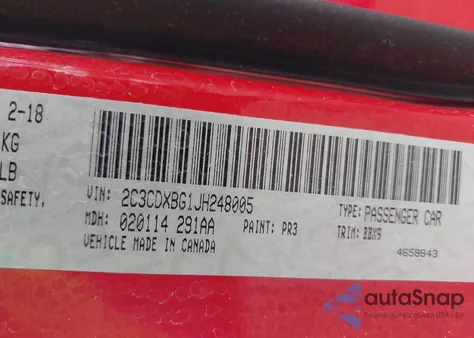 2-18
KG
LB
SAFETY,
VIN: 2C3CDXBG1JH248005
TYPE: PASSENGER CAR
MDH: 020114 291AA
PAINT: PR3
TRIM: BBX9
VEHICLE MADE IN CANADA
4658843
autoSnap